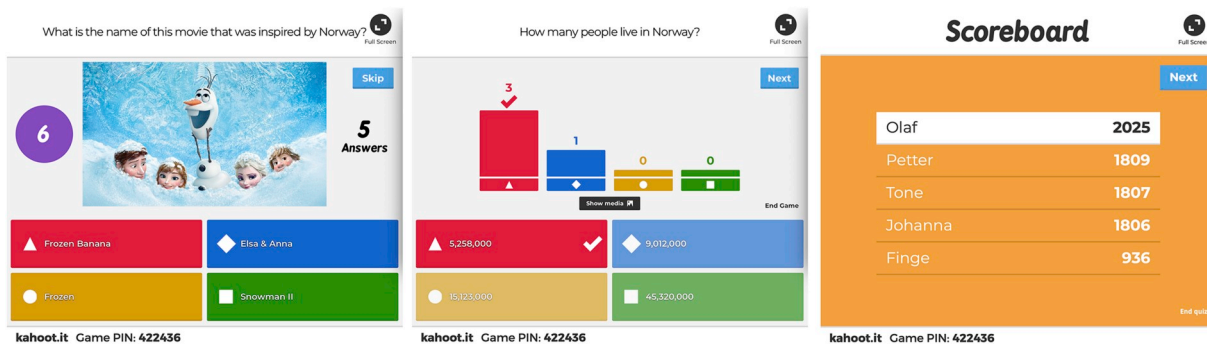 What is the name of this movie that was inspired by Norway?
Full Screen
Skip
6
5
Answers
Frozen Banana
Elsa & Anna
Frozen
Snowman II
kahoot.it Game PIN: 422436
How many people live in Norway?
Full Screen
Next
3
1
0
0
Show media
End Game
5,258,000
9,012,000
15,123,000
45,320,000
kahoot.it Game PIN: 422436
Scoreboard
Full Scree
Next
Olaf 2025
Petter 1809
Tone 1807
Johanna 1806
Finge 936
End quiz
kahoot.it Game PIN: 422436